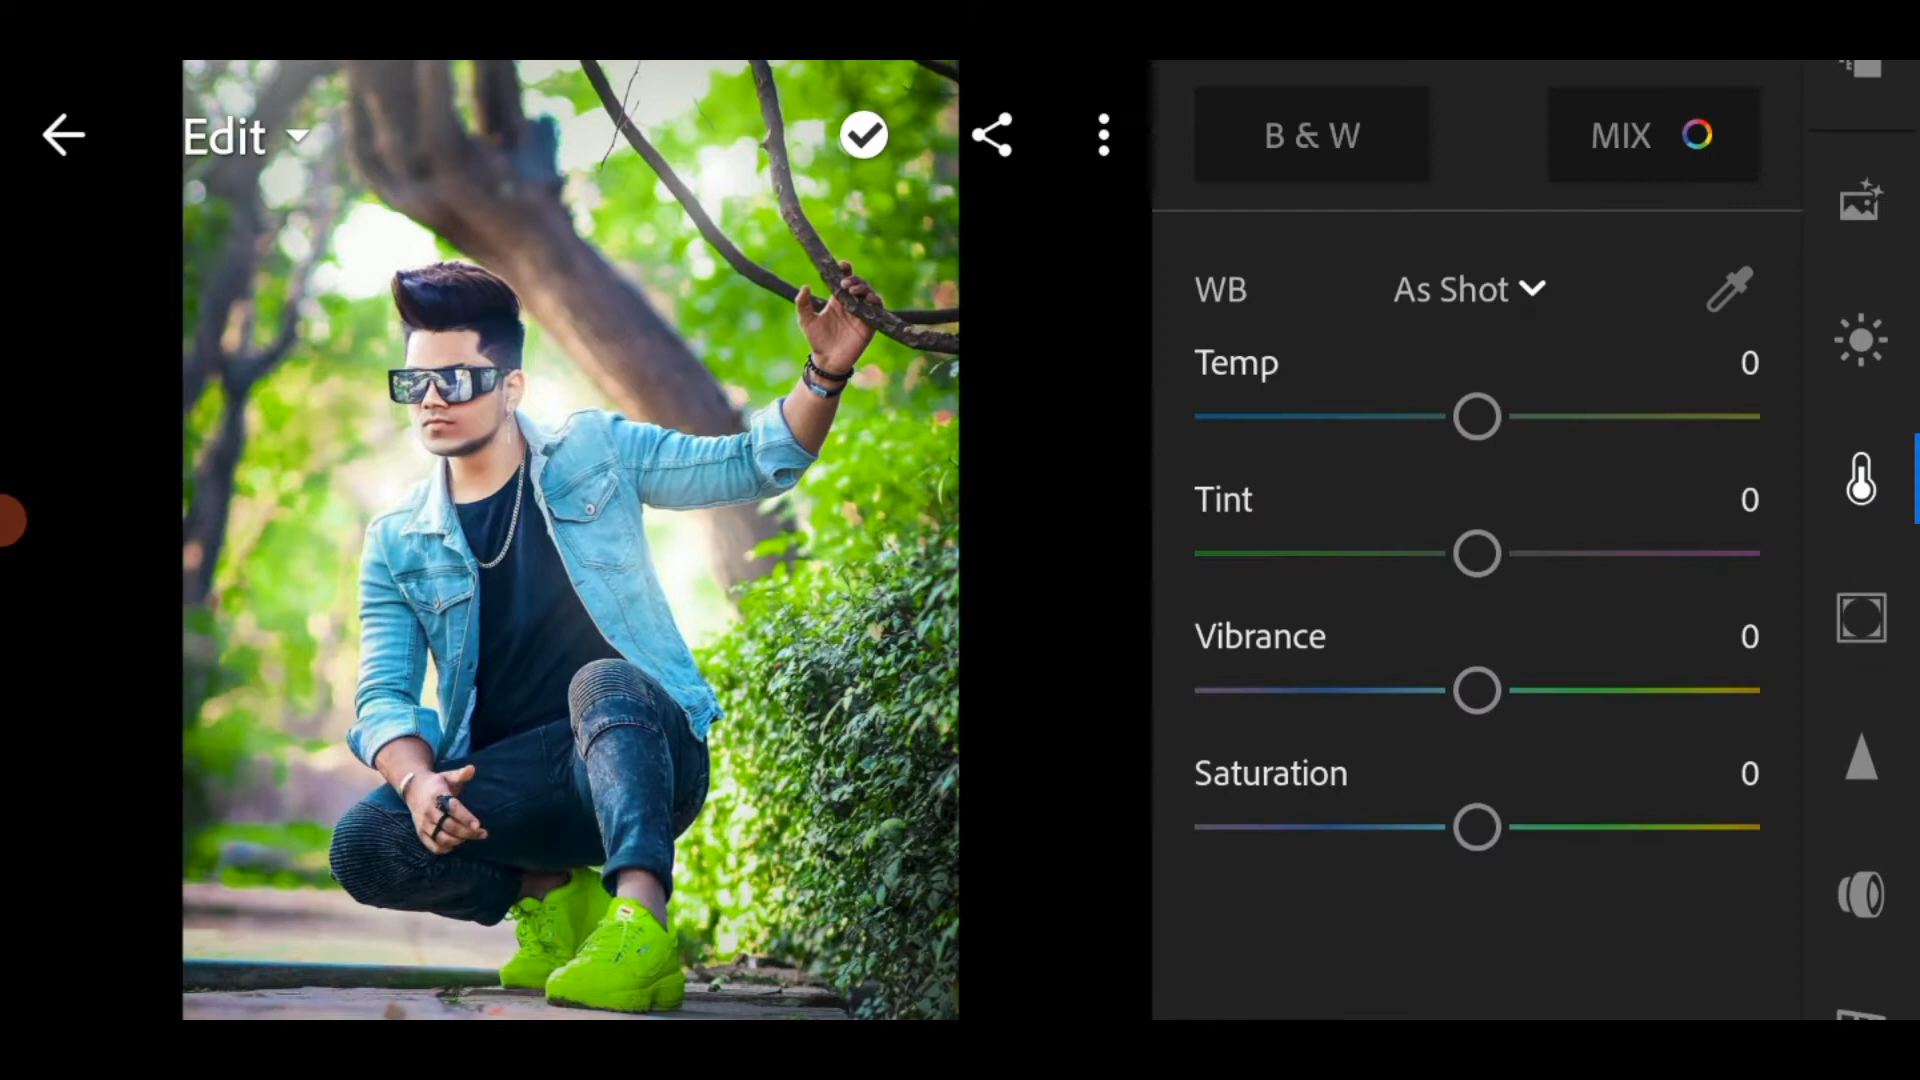 Edit
B & W
MIX
WB
As Shot
Temp
0
Tint
0
Vibrance
0
Saturation
0